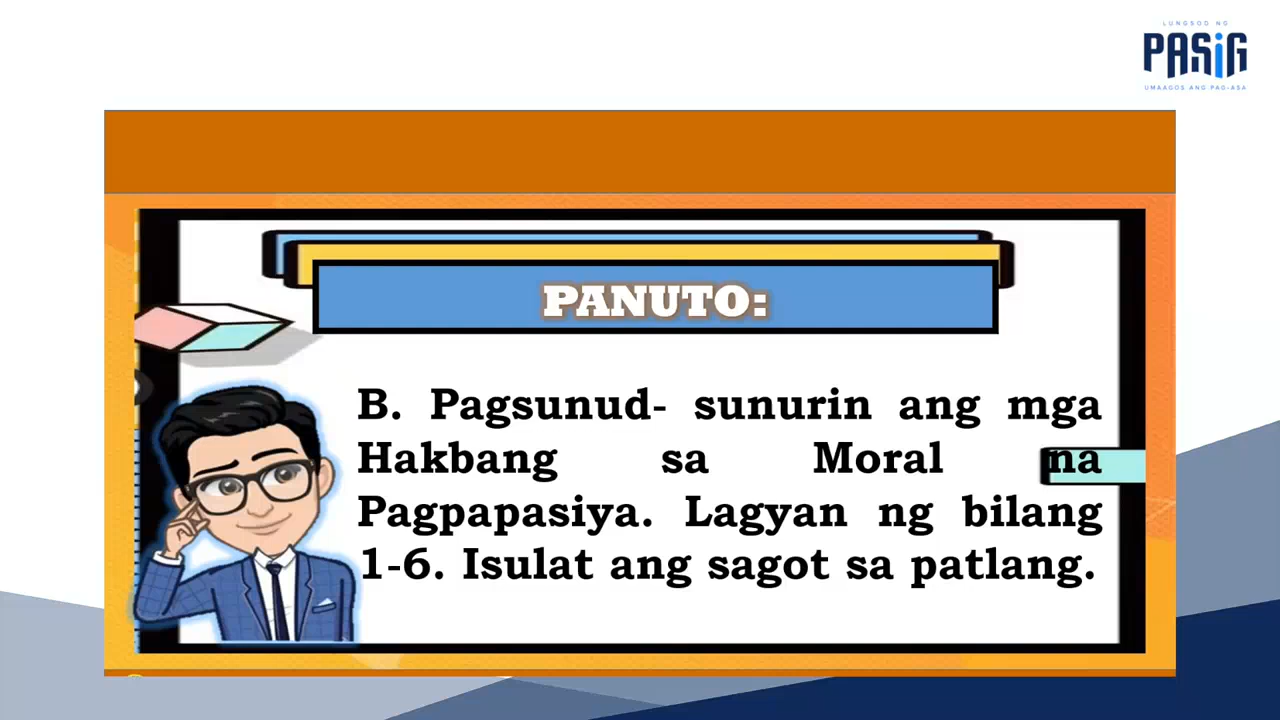 LUNGSOD NG
PASiG
UMAAGOS ANG PAG-ASA
PANUTO:
B. Pagsunud- sunurin ang mga
Hakbang sa Moral na
Pagpapasiya. Lagyan ng bilang
1-6. Isulat ang sagot sa patlang.